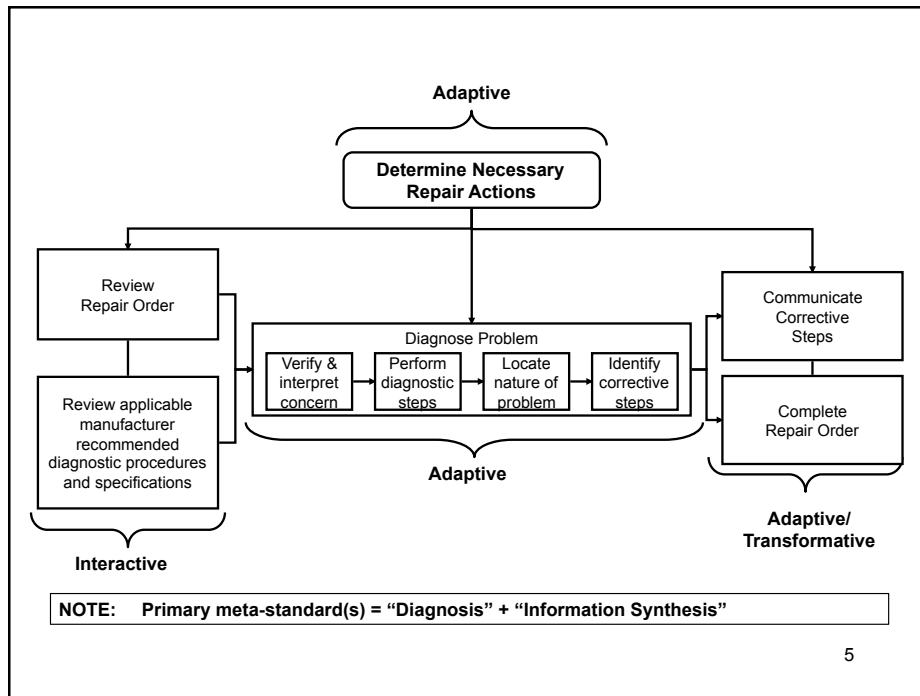 Adaptive
Determine Necessary
Repair Actions
Review
Repair Order
Review applicable
manufacturer
recommended
diagnostic procedures
and specifications
Interactive
Diagnose Problem
Verify &
interpret
concern
Perform
diagnostic
steps
Locate
nature of
problem
Identify
corrective
steps
Adaptive
Communicate
Corrective
Steps
Complete
Repair Order
Adaptive/
Transformative
NOTE: Primary meta-standard(s) = “Diagnosis” + “Information Synthesis”
5